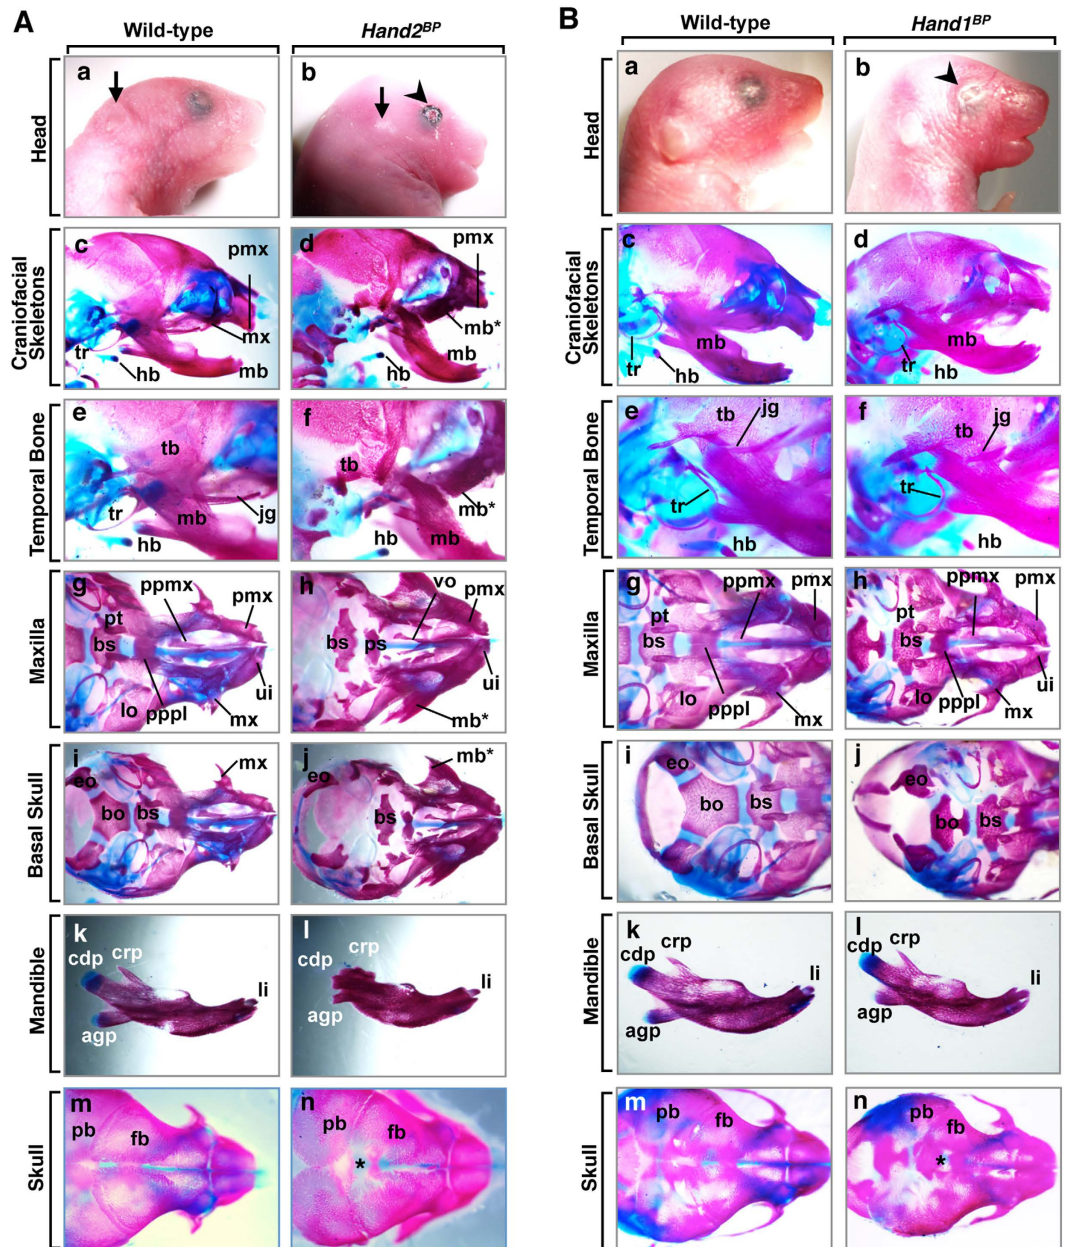 A
Wild-type
Hand2BP
Head
a
b
Craniofacial
Skeletons
c
pmx
mx
tr
hb
mb
d
pmx
mb*
mb
hb
Temporal Bone
e
tb
tr
mb
jg
hb
f
tb
mb*
hb
mb
Maxilla
g
ppmx
pmx
pt
bs
ui
lo
pppl
mx
h
vo
pmx
bs
ps
ui
mb*
Basal Skull
i
mx
eo
bo
bs
j
mb*
eo
bs
Mandible
k
crp
cdp
li
agp
l
crp
cdp
li
agp
Skull
m
pb
fb
n
pb
fb
*
B
Wild-type
Hand1BP
Head
a
b
Craniofacial
Skeletons
c
mb
tr
hb
d
mb
tr
hb
Temporal Bone
e
tb
jg
tr
hb
f
tb
jg
tr
hb
Maxilla
g
ppmx
pmx
pt
bs
lo
pppl
mx
h
ppmx
pmx
pt
bs
lo
pppl
mx
ui
Basal Skull
i
eo
bo
bs
j
eo
bo
bs
Mandible
k
crp
cdp
agp
li
l
crp
cdp
agp
li
Skull
m
pb
fb
n
pb
fb
*